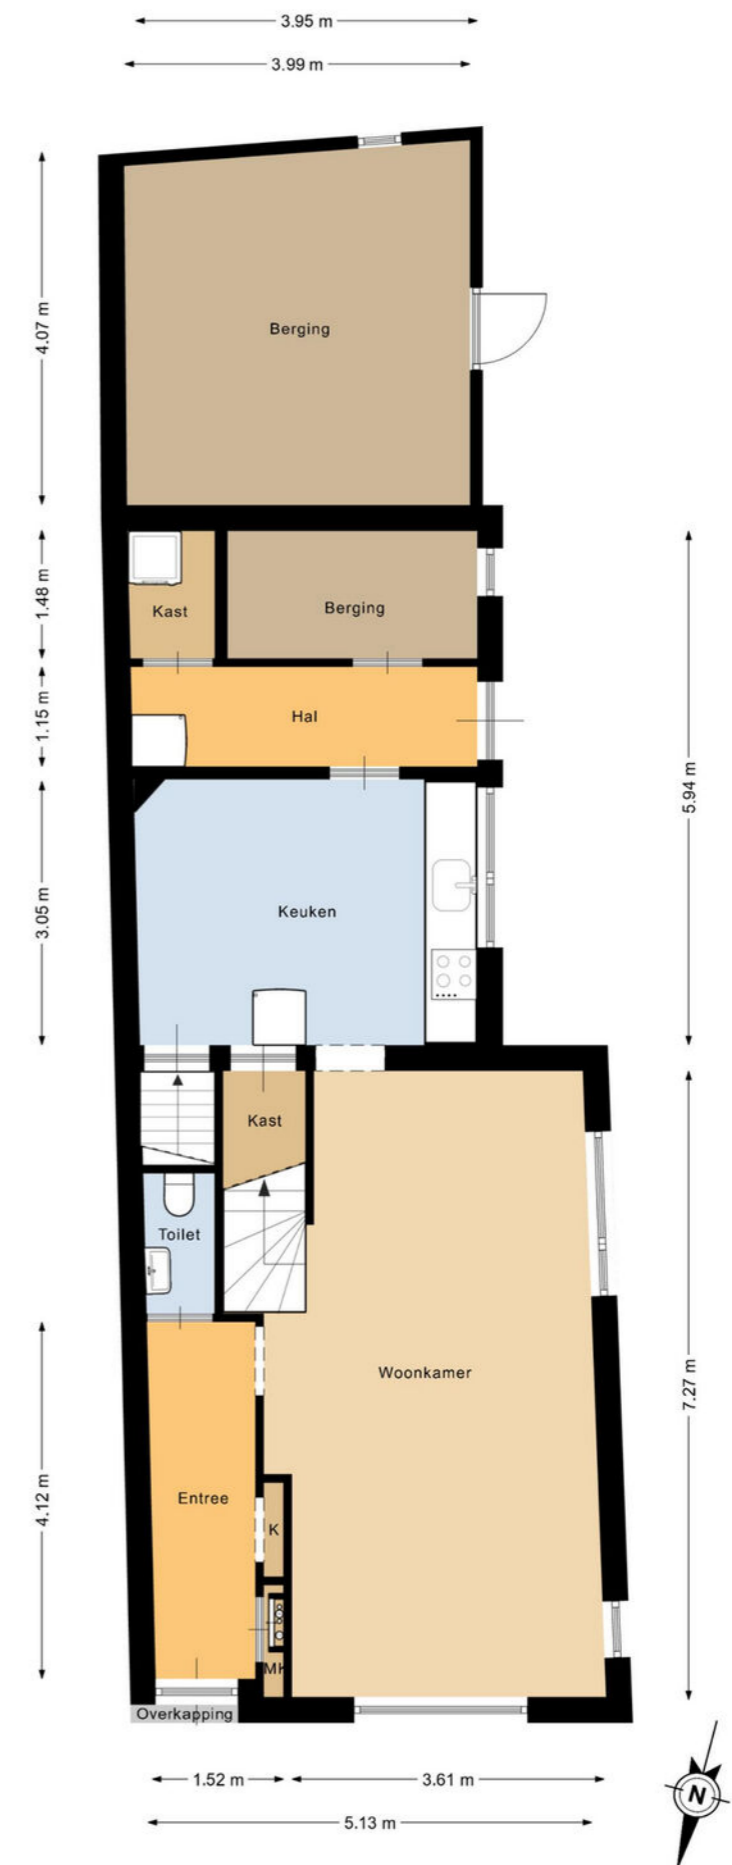 3.95 m
3.99 m
4.07 m
Berging
1.48 m
Kast
Berging
1.15 m
Hal
5.94 m
3.05 m
Keuken
Kast
Toilet
Woonkamer
7.27 m
4.12 m
Entree
K
MK
Overkapping
1.52 m
3.61 m
5.13 m
N